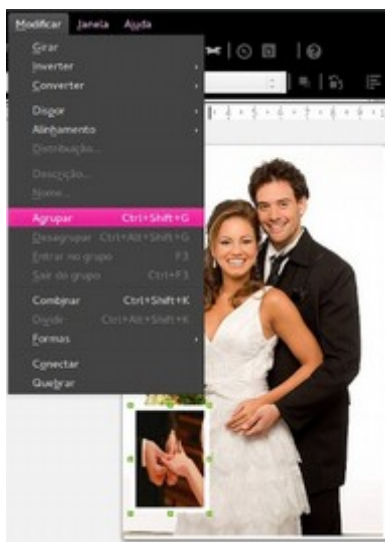 Modificar Janela Ajuda
Girar
Inverter
Converter
Dispor
Alinhamento
Distribuição...
Descrição...
Nome...
Agrupar Ctrl+Shift+G
Desagrupar Ctrl+Alt+Shift+G
Entrar no grupo F3
Sair do grupo Ctrl+F3
Combinar Ctrl+Shift+K
Divide Ctrl+Alt+Shift+K
Formas
Conectar
Quebrar